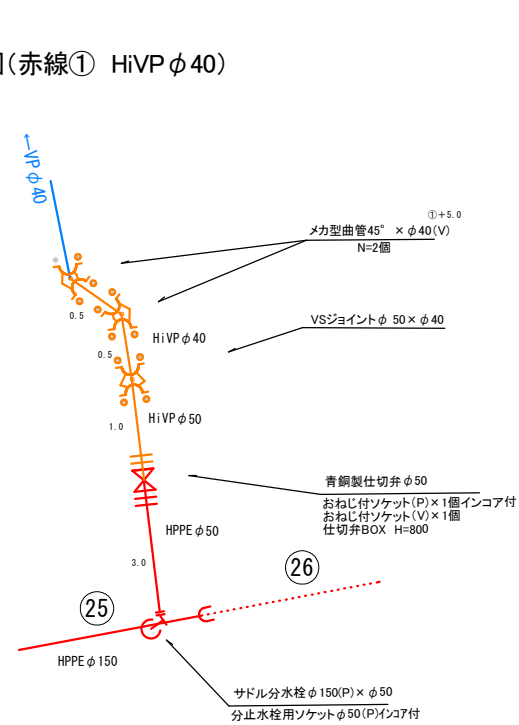 (赤線① HiVPφ40)
←VPφ40
①+5.0
メカ型曲管45° ×φ40(V)
N=2個
0.5
HiVPφ40
VSジョイントφ 50×φ40
0.5
HiVPφ50
1.0
青銅製仕切弁φ50
おねじ付ソケット(P)×1個インコア付
おねじ付ソケット(V)×1個
仕切弁BOX H=800
HPPEφ50
3.0
26
25
HPPEφ150
サドル分水栓φ150(P)×φ50
分止水栓用ソケットφ50(P)インコア付